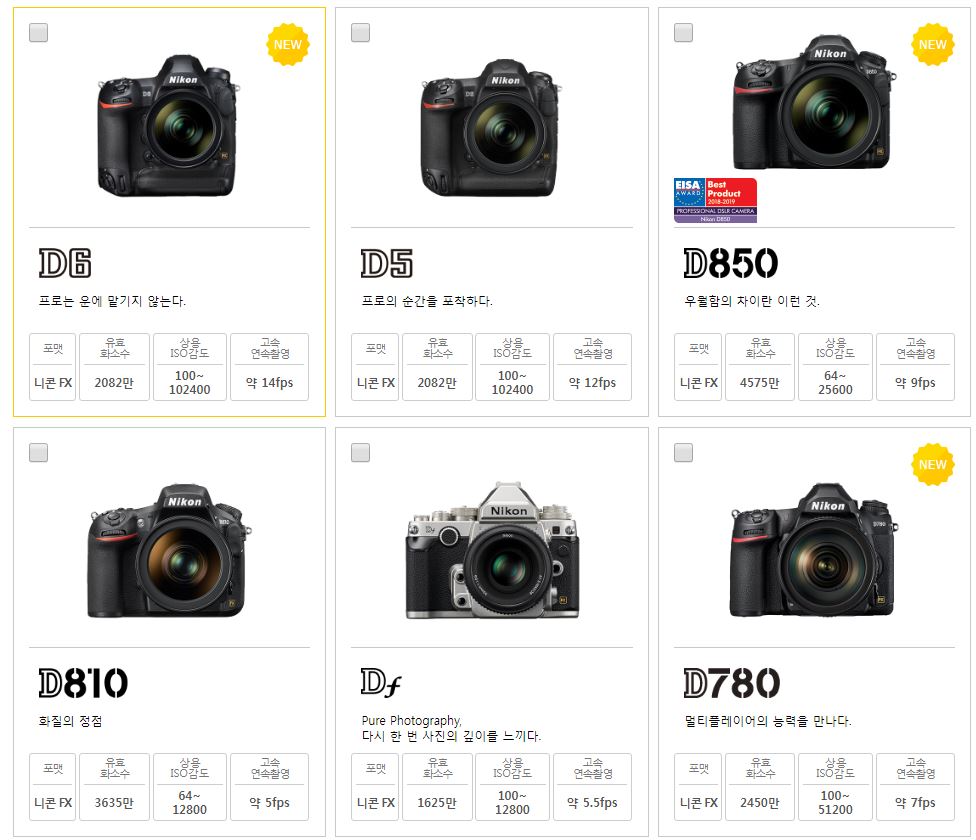 NEW
Nikon
D6
프로는 운에 맡기지 않는다.
포맷
유효
화소수
상용
ISO감도
고속
연속촬영
니콘 FX
2082만
100~
102400
약 14fps
Nikon
D5
프로의 순간을 포착하다.
포맷
유효
화소수
상용
ISO감도
고속
연속촬영
니콘 FX
2082만
100~
102400
약 12fps
NEW
Nikon
D850
EISA
AWARD
Best
Product
2018-2019
PROFESSIONAL DSLR CAMERA
Nikon D850
D850
우월함의 차이란 이런 것.
포맷
유효
화소수
상용
ISO감도
고속
연속촬영
니콘 FX
4575만
64~
25600
약 9fps
Nikon
D810
화질의 정점
포맷
유효
화소수
상용
ISO감도
고속
연속촬영
니콘 FX
3635만
64~
12800
약 5fps
Nikon
Df
Df
Pure Photography,
다시 한 번 사진의 깊이를 느끼다.
포맷
유효
화소수
상용
ISO감도
고속
연속촬영
니콘 FX
1625만
100~
12800
약 5.5fps
NEW
Nikon
D780
D780
멀티플레이어의 능력을 만나다.
포맷
유효
화소수
상용
ISO감도
고속
연속촬영
니콘 FX
2450만
100~
51200
약 7fps